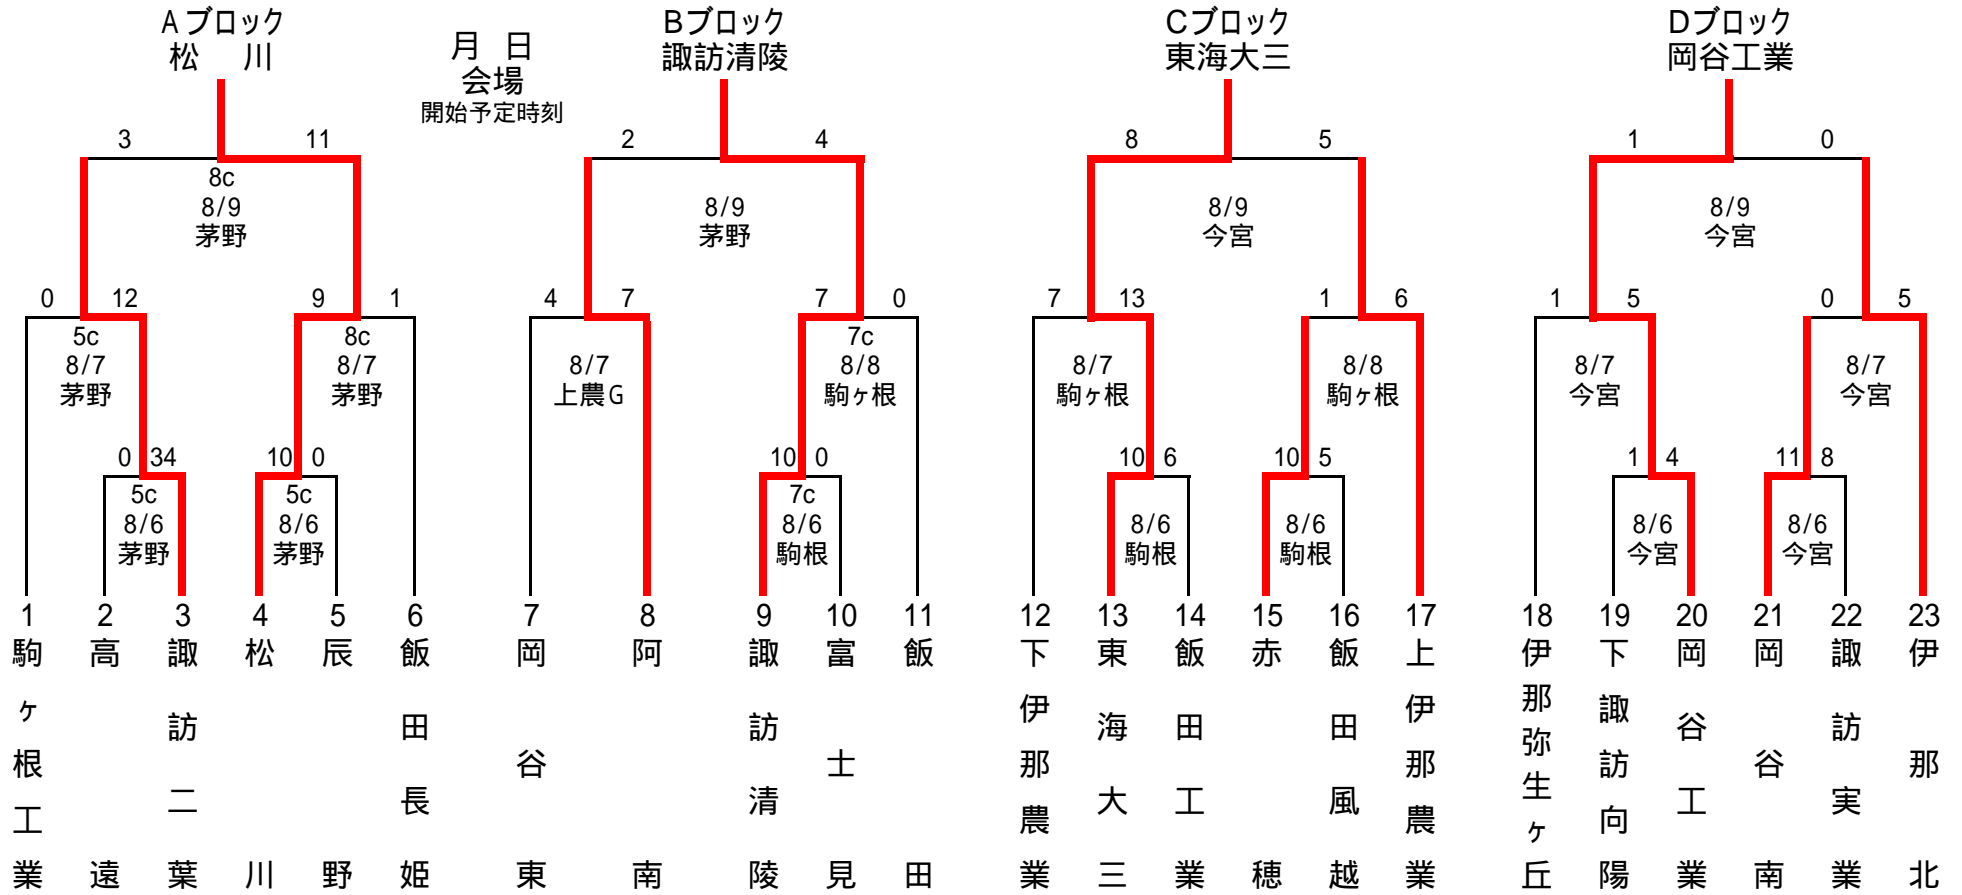 Aブロック
松 川
月 日
会場
開始予定時刻
Bブロック
諏訪清陵
Cブロック
東海大三
Dブロック
岡谷工業
3 11 2 4 8 5 1 0
8c
8/9 8/9 8/9 8/9
茅野 茅野 今宮 今宮
0 12 9 1 4 7 7 0 7 13 1 6 1 5 0 5
5c 8c 7c
8/7 8/7 8/7 8/8 8/7 8/8 8/7 8/7
茅野 茅野 上農G 駒ヶ根 駒ヶ根 駒ヶ根 今宮 今宮
0 34 10 0 10 0 10 6 10 5 1 4 11 8
5c 5c 7c
8/6 8/6 8/6 8/6 8/6 8/6 8/6
茅野 茅野 駒根 駒根 駒根 今宮 今宮
1 駒ヶ根工業
2 高遠
3 諏訪二葉
4 松川
5 辰野
6 飯田長姫
7 岡谷東
8 阿南
9 諏訪清陵
10 富士見
11 飯田
12 下伊那農業
13 東海大三
14 飯田工業
15 赤穂
16 飯田風越
17 上伊那農業
18 伊那弥生ヶ丘
19 下諏訪向陽
20 岡谷工業
21 岡谷南
22 諏訪実業
23 伊那北